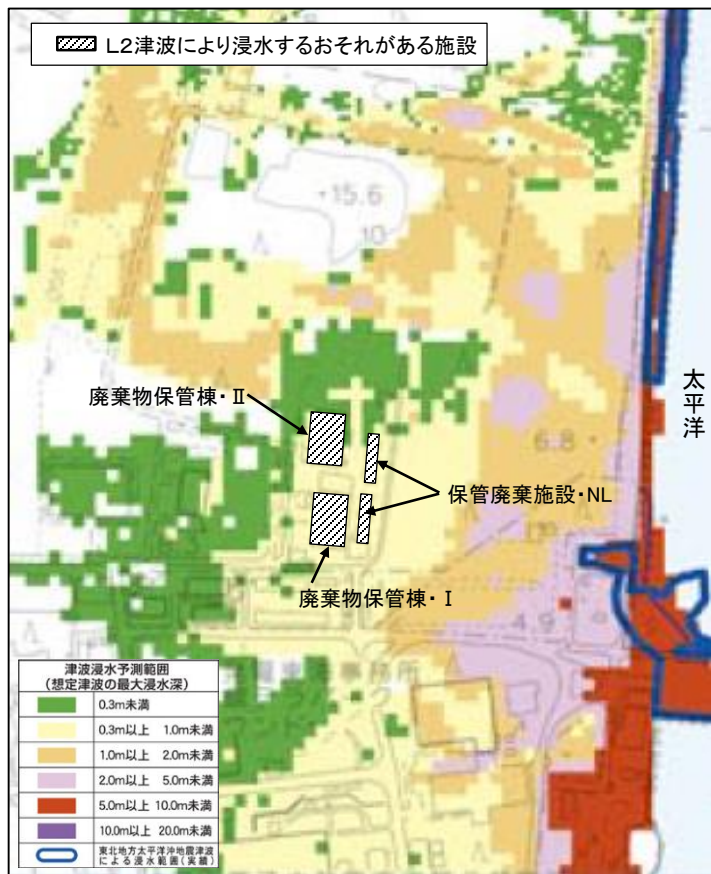 L2津波により浸水するおそれがある施設
15.6
10
太平洋
廃棄物保管棟・Ⅱ
6.8
保管廃棄施設・NL
10
廃棄物保管棟・Ⅰ
4.9
事務所
津波浸水予測範囲
(想定津波の最大浸水深)
0.3m未満
0.3m以上 1.0m未満
1.0m以上 2.0m未満
2.0m以上 5.0m未満
5.0m以上 10.0m未満
10.0m以上 20.0m未満
東北地方太平洋沖地震津波
による浸水範囲(実績)